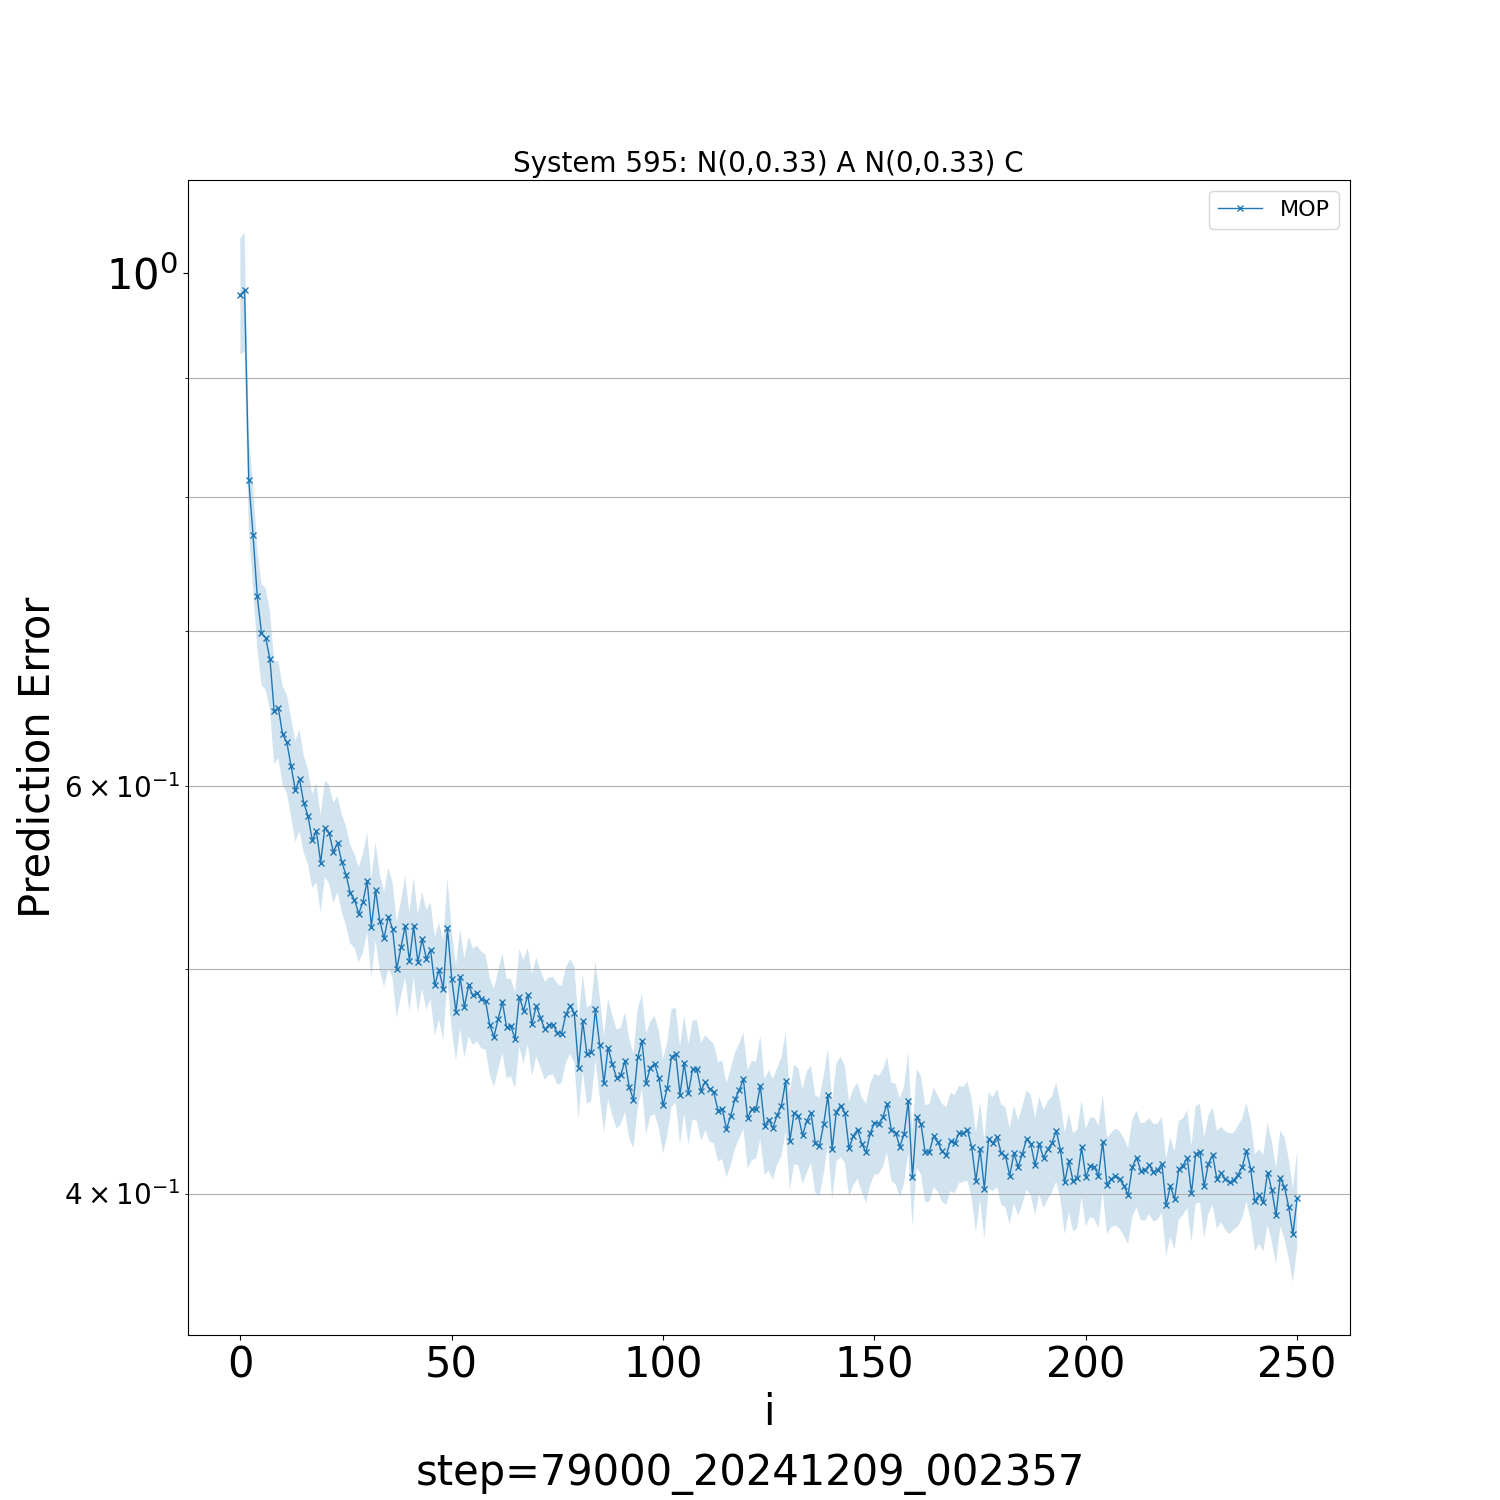 System 595: N(0,0.33) A N(0,0.33) C
MOP
10⁰
6 × 10⁻¹
4 × 10⁻¹
Prediction Error
0 50 100 150 200 250
i
step=79000_20241209_002357